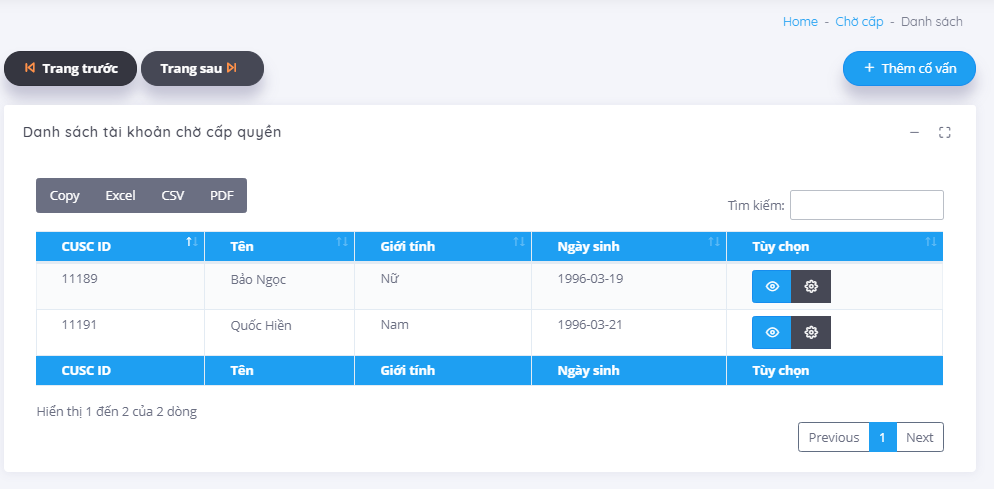 Home - Chờ cấp - Danh sách
Trang trước Trang sau + Thêm cố vấn
Danh sách tài khoản chờ cấp quyền
Copy Excel CSV PDF
Tìm kiếm:
CUSC ID Tên Giới tính Ngày sinh Tùy chọn
11189 Bảo Ngọc Nữ 1996-03-19
11191 Quốc Hiền Nam 1996-03-21
CUSC ID Tên Giới tính Ngày sinh Tùy chọn
Hiển thị 1 đến 2 của 2 dòng
Previous 1 Next